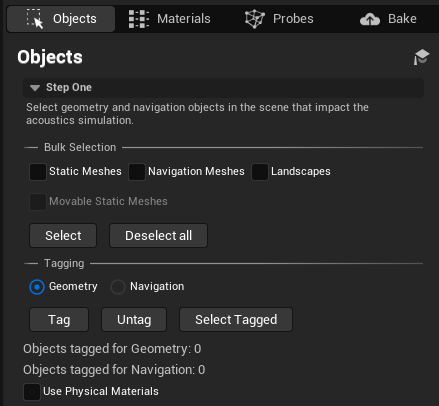 Objects Materials Probes Bake
Objects
Step One
Select geometry and navigation objects in the scene that impact the
acoustics simulation.
Bulk Selection
Static Meshes Navigation Meshes Landscapes
Movable Static Meshes
Select Deselect all
Tagging
Geometry Navigation
Tag Untag Select Tagged
Objects tagged for Geometry: 0
Objects tagged for Navigation: 0
Use Physical Materials